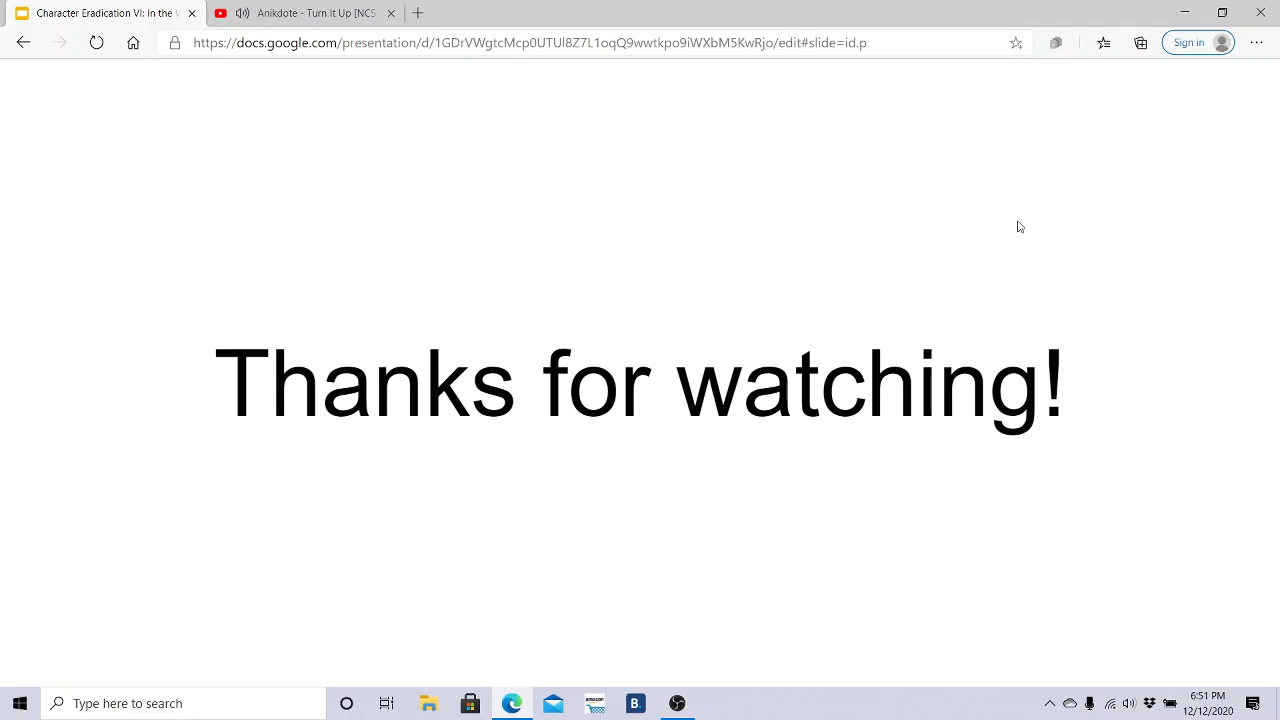 Character Eradication VI: In the V
Anikdote - Turn It Up [NCS
https://docs.google.com/presentation/d/1GDrVWgtcMcp0UTUl8Z7L1oqQ9wwtkpo9iWXbM5KwRjo/edit#slide=id.p
Sign in
Thanks for watching!
Type here to search
amazon
B.
6:51 PM
12/12/2020